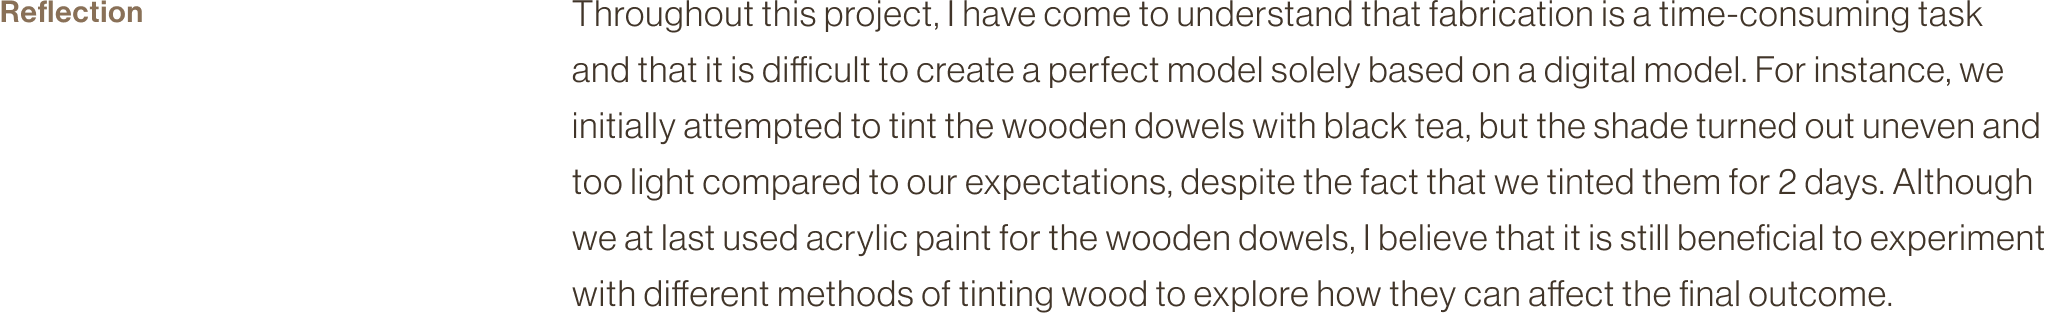 Reflection
Throughout this project, I have come to understand that fabrication is a time-consuming task
and that it is difficult to create a perfect model solely based on a digital model. For instance, we
initially attempted to tint the wooden dowels with black tea, but the shade turned out uneven and
too light compared to our expectations, despite the fact that we tinted them for 2 days. Although
we at last used acrylic paint for the wooden dowels, I believe that it is still beneficial to experiment
with different methods of tinting wood to explore how they can affect the final outcome.